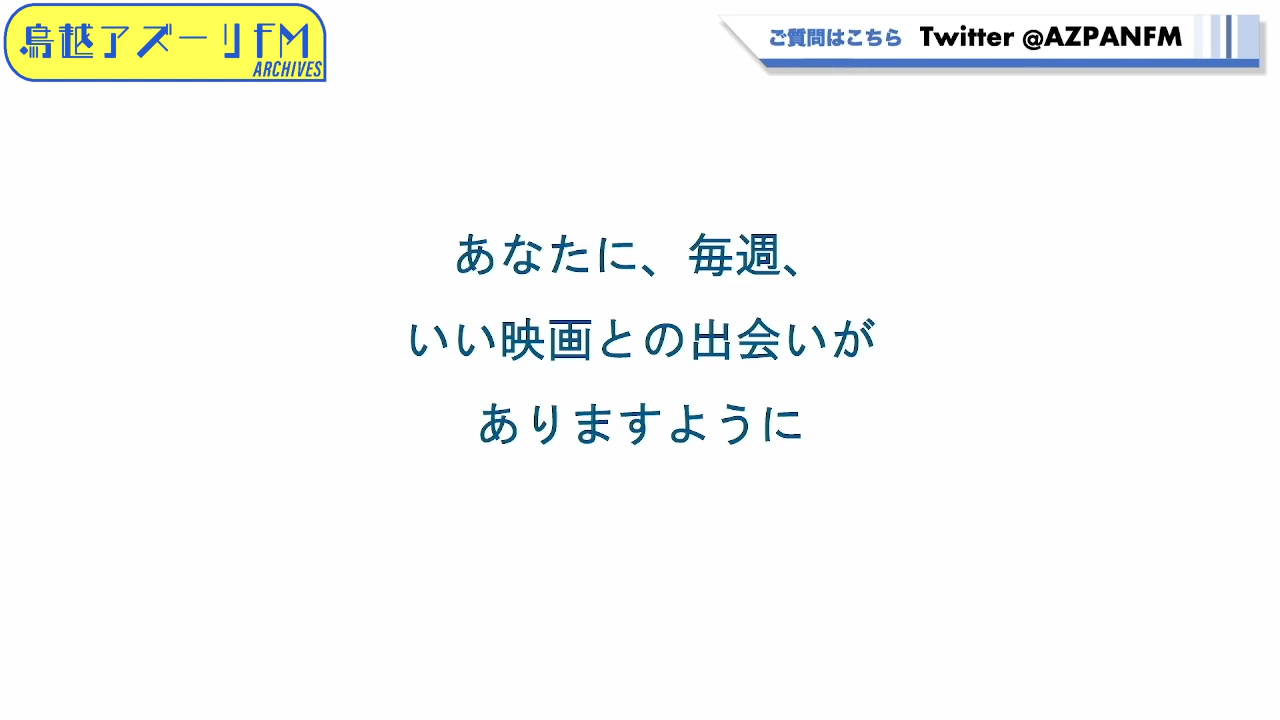 鳥越アズーリFM
ARCHIVES
ご質問はこちら Twitter @AZPANFM
あなたに、毎週、
いい映画との出会いが
ありますように